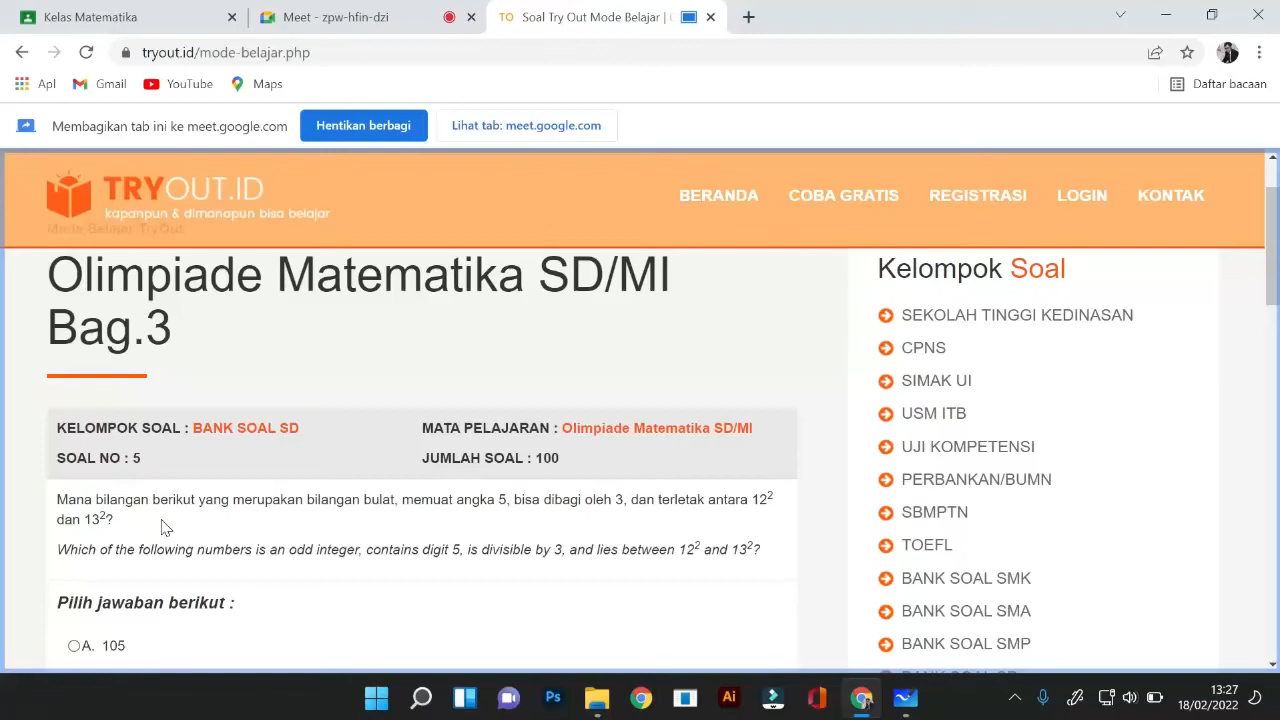 Kelas Matematika
Meet - zpw-hfin-dzi
TO Soal Try Out Mode Belajar |
tryout.id/mode-belajar.php
Apl Gmail YouTube Maps Daftar bacaan
Membagikan tab ini ke meet.google.com Hentikan berbagi Lihat tab: meet.google.com
TRYOUT.ID
kapanpun & dimanapun bisa belajar
Mode Belajar TryOut
BERANDA COBA GRATIS REGISTRASI LOGIN KONTAK
Olimpiade Matematika SD/MI
Bag.3
KELOMPOK SOAL : BANK SOAL SD MATA PELAJARAN : Olimpiade Matematika SD/MI
SOAL NO : 5 JUMLAH SOAL : 100
Mana bilangan berikut yang merupakan bilangan bulat, memuat angka 5, bisa dibagi oleh 3, dan terletak antara 12²
dan 13²?
Which of the following numbers is an odd integer, contains digit 5, is divisible by 3, and lies between 12² and 13²?
Pilih jawaban berikut :
A. 105
Kelompok Soal
SEKOLAH TINGGI KEDINASAN
CPNS
SIMAK UI
USM ITB
UJI KOMPETENSI
PERBANKAN/BUMN
SBMPTN
TOEFL
BANK SOAL SMK
BANK SOAL SMA
BANK SOAL SMP
Ps
Ai
13:27
18/02/2022